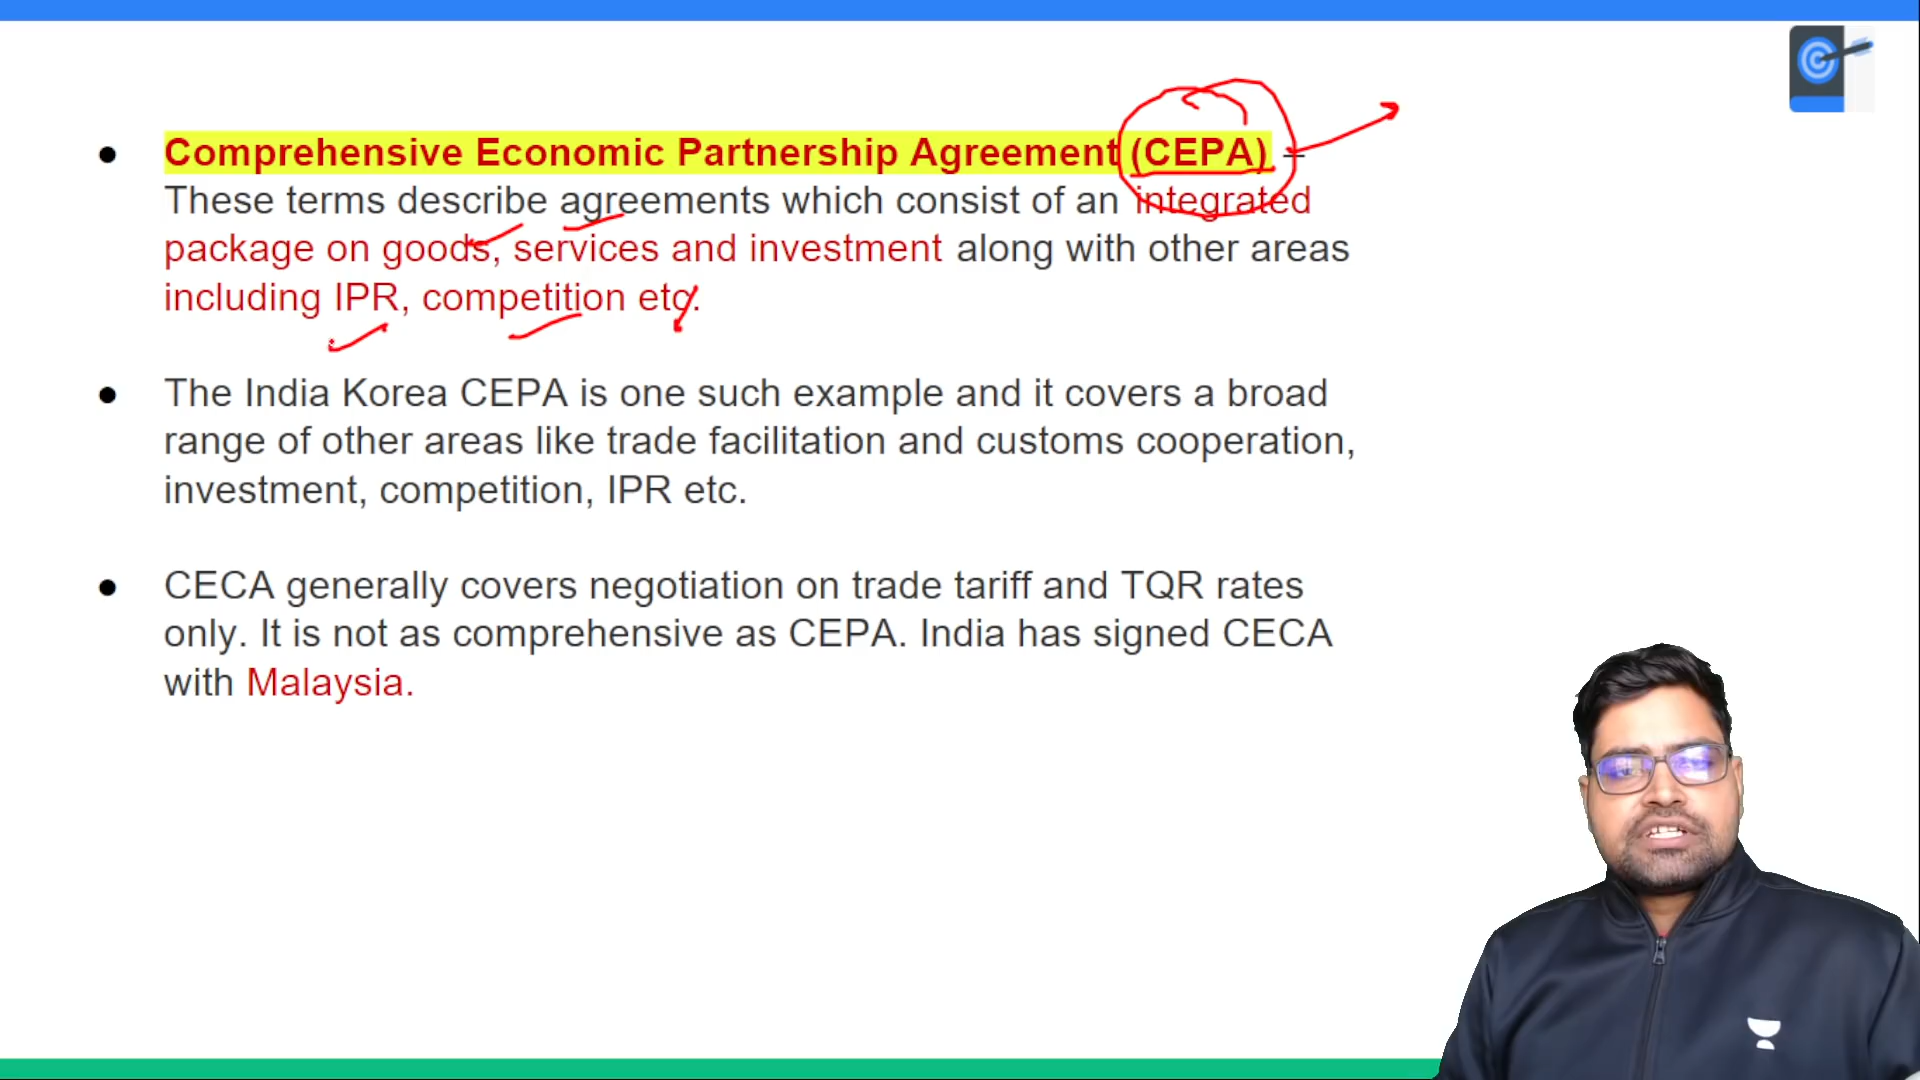 Comprehensive Economic Partnership Agreement (CEPA) –
These terms describe agreements which consist of an integrated
package on goods, services and investment along with other areas
including IPR, competition etc.
The India Korea CEPA is one such example and it covers a broad
range of other areas like trade facilitation and customs cooperation,
investment, competition, IPR etc.
CECA generally covers negotiation on trade tariff and TQR rates
only. It is not as comprehensive as CEPA. India has signed CECA
with Malaysia.